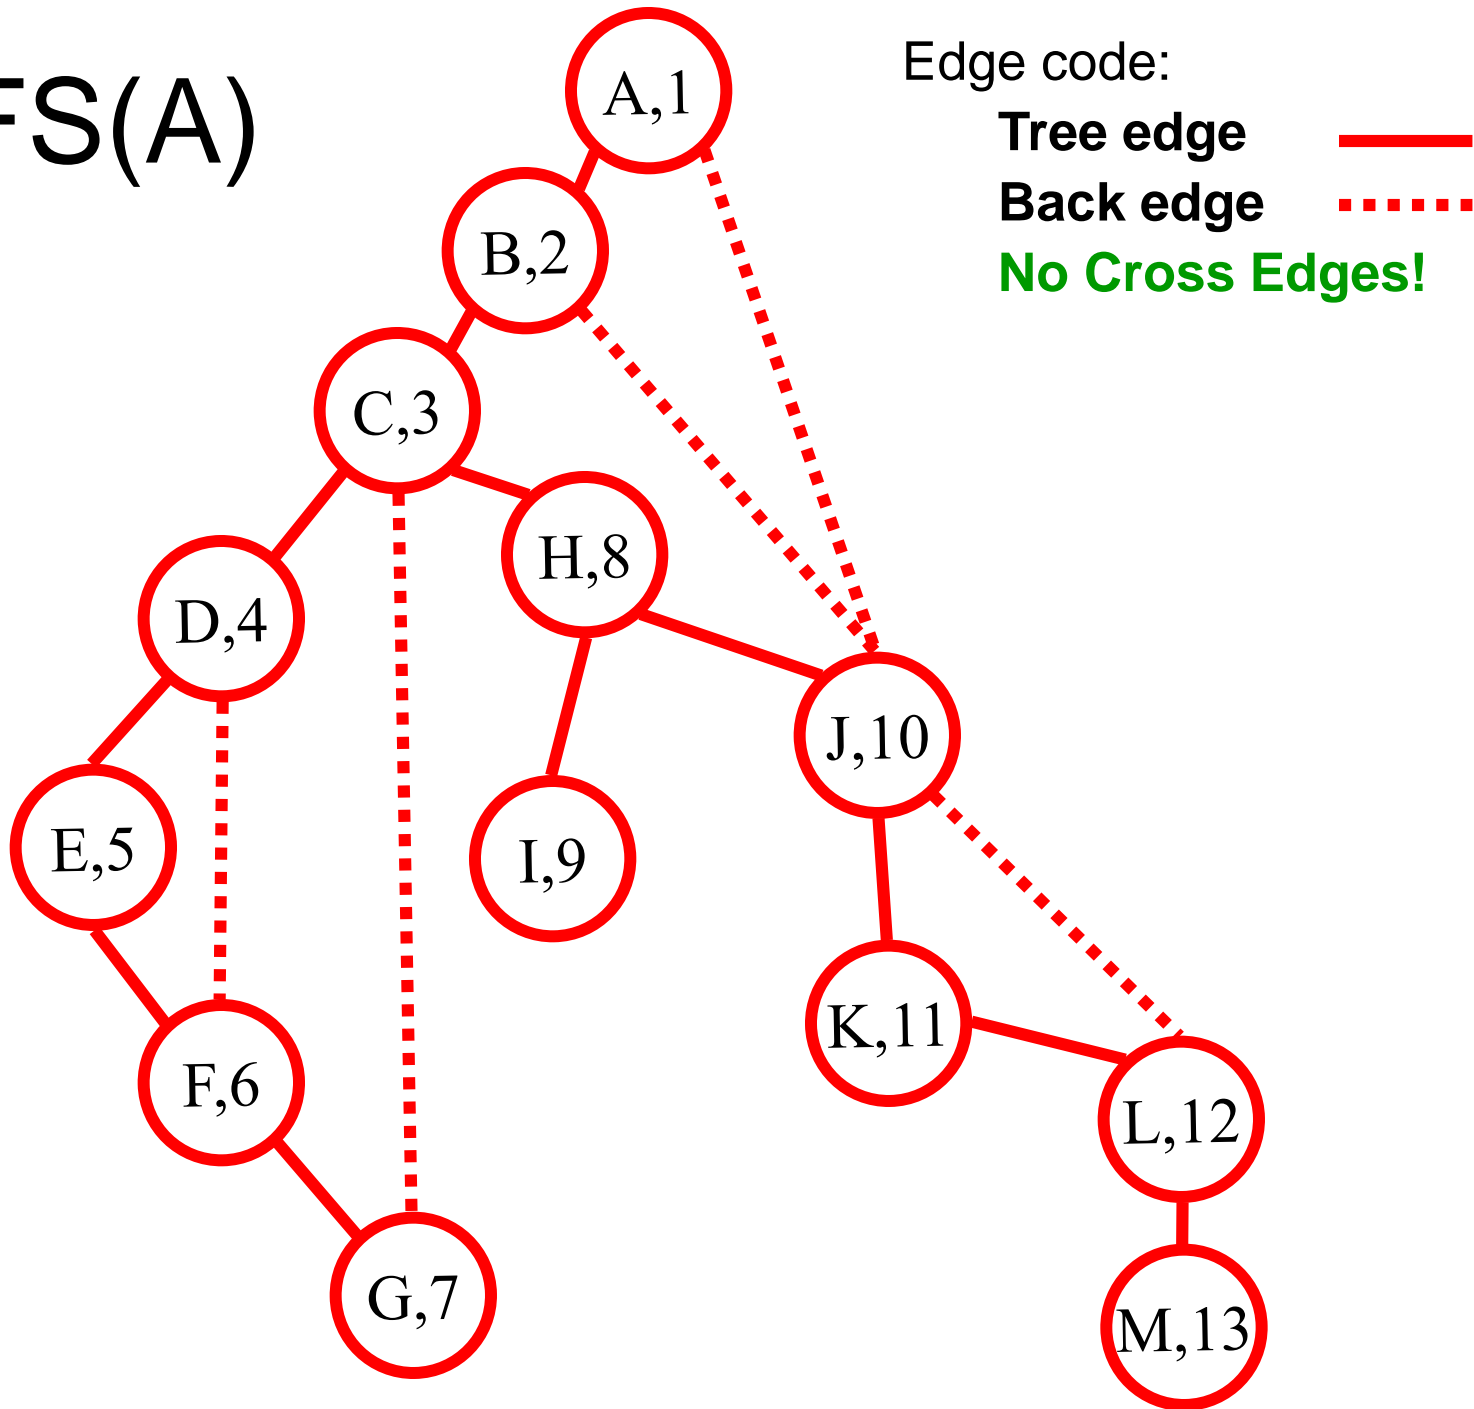 FS(A)
Edge code:
Tree edge
Back edge
No Cross Edges!
A,1
B,2
C,3
H,8
D,4
J,10
E,5
I,9
K,11
F,6
L,12
G,7
M,13